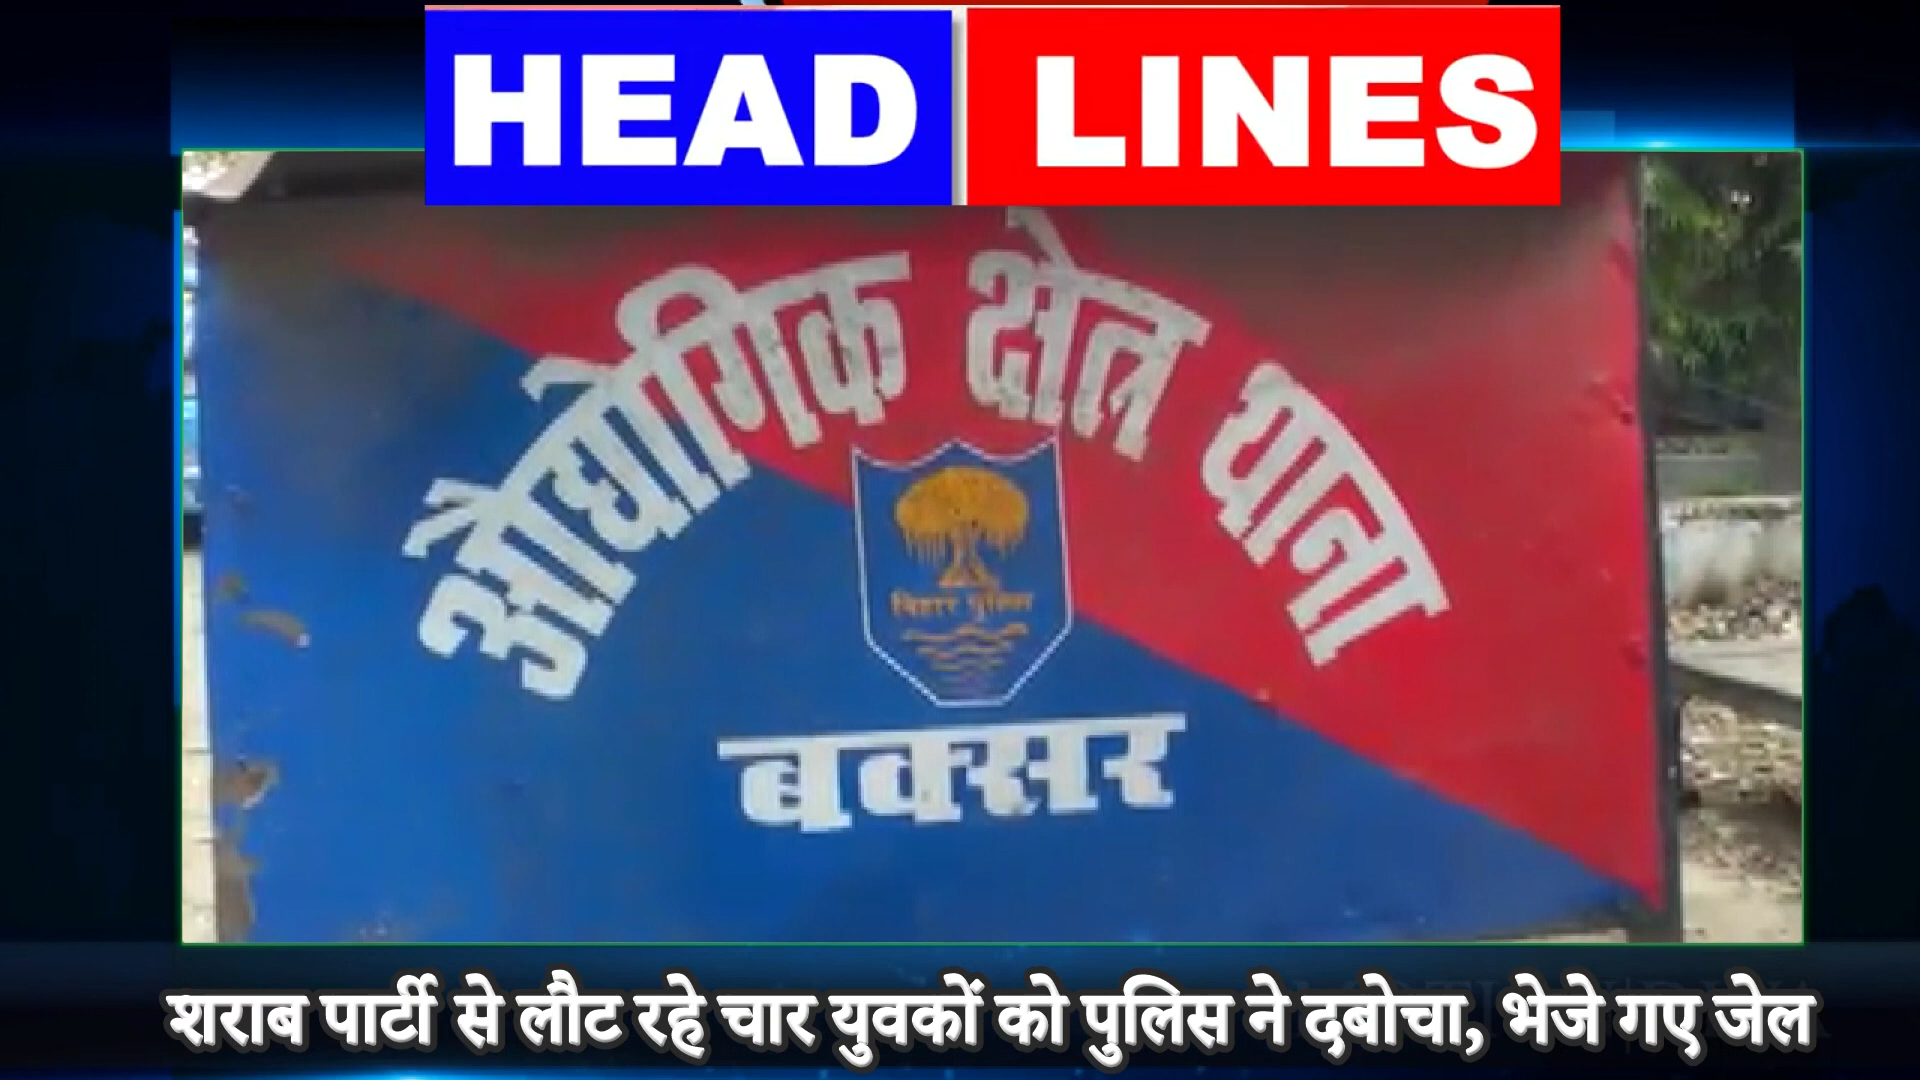 HEAD LINES
औद्योगिक क्षेत्र थाना
बिहार पुलिस
बक्सर
शराब पार्टी से लौट रहे चार युवकों को पुलिस ने दबोचा, भेजे गए जेल